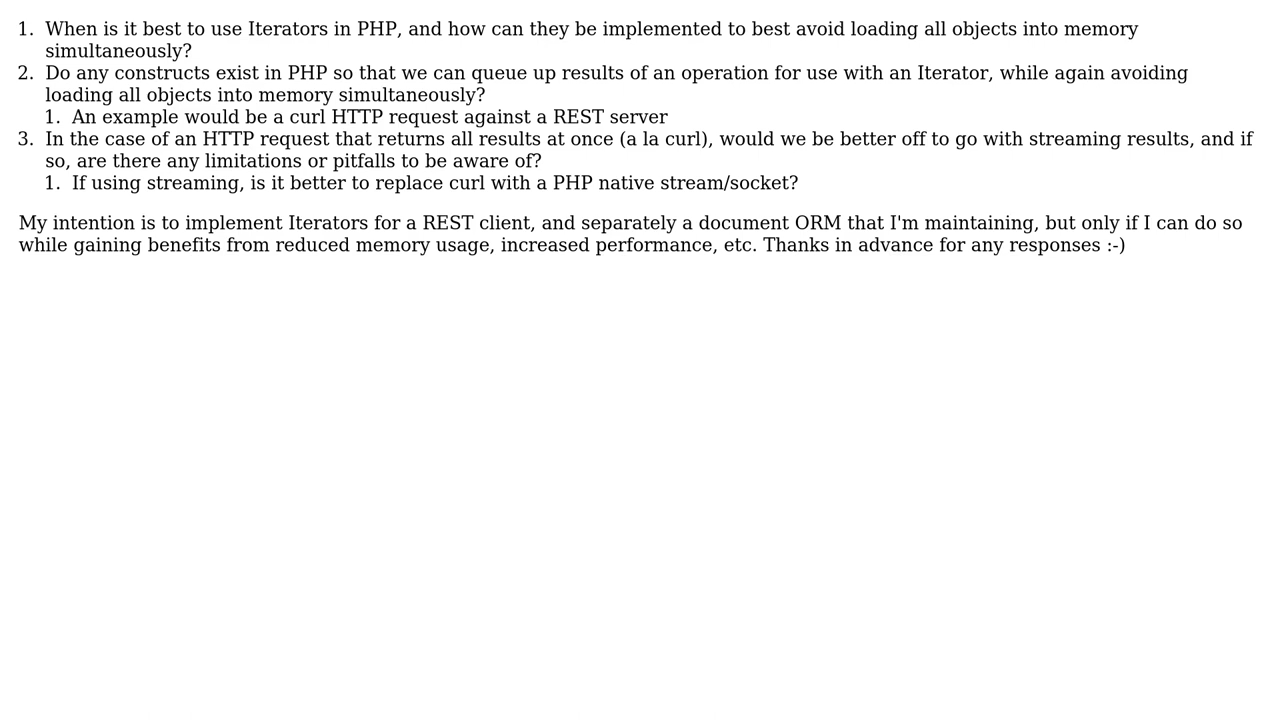 1. When is it best to use Iterators in PHP, and how can they be implemented to best avoid loading all objects into memory
simultaneously?
2. Do any constructs exist in PHP so that we can queue up results of an operation for use with an Iterator, while again avoiding
loading all objects into memory simultaneously?
1. An example would be a curl HTTP request against a REST server
3. In the case of an HTTP request that returns all results at once (a la curl), would we be better off to go with streaming results, and if
so, are there any limitations or pitfalls to be aware of?
1. If using streaming, is it better to replace curl with a PHP native stream/socket?
My intention is to implement Iterators for a REST client, and separately a document ORM that I'm maintaining, but only if I can do so
while gaining benefits from reduced memory usage, increased performance, etc. Thanks in advance for any responses :-)